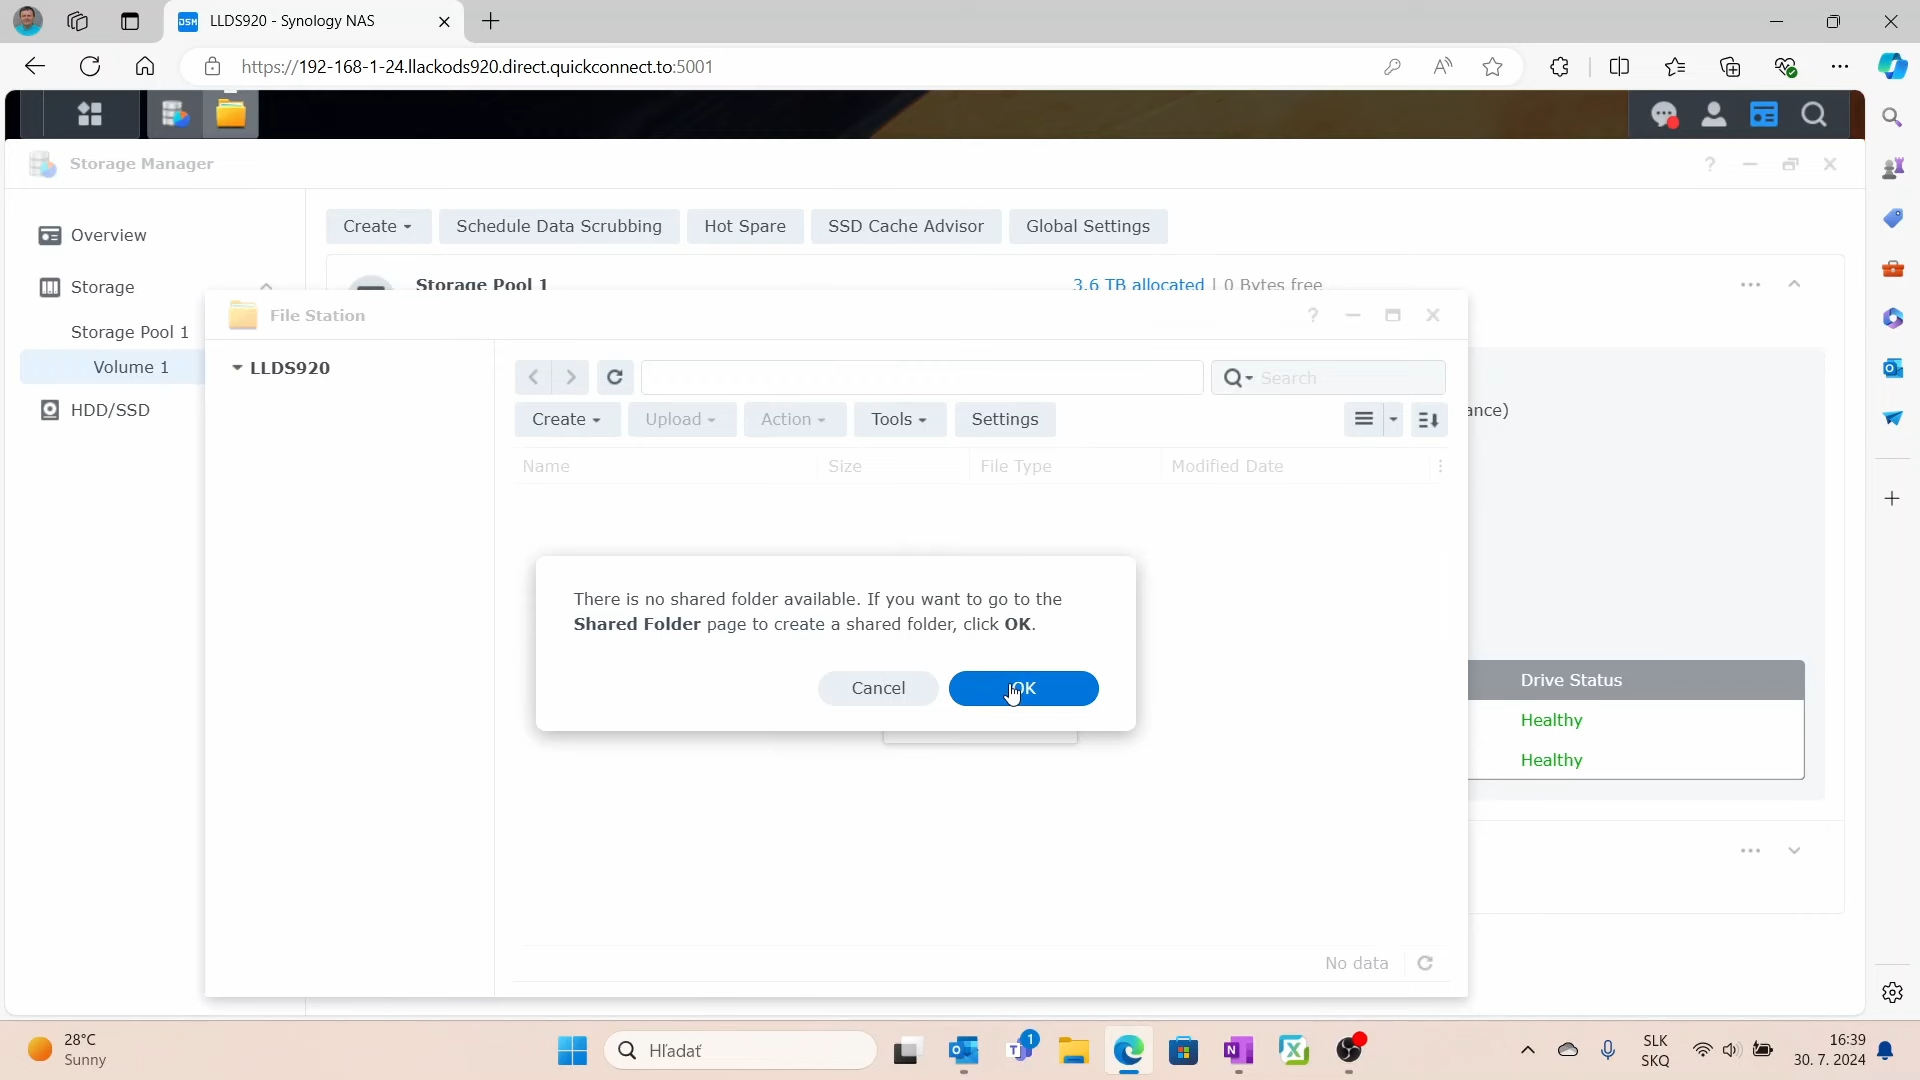 DSM
LLDS920 - Synology NAS
https://192-168-1-24.llackods920.direct.quickconnect.to:5001
Storage Manager
Overview
Storage
Storage Pool 1
Volume 1
HDD/SSD
Create
Schedule Data Scrubbing
Hot Spare
SSD Cache Advisor
Global Settings
Storage Pool 1
3.6 TB allocated | 0 Bytes free
File Station
LLDS920
Search
Create
Upload
Action
Tools
Settings
Name
Size
File Type
Modified Date
ance)
There is no shared folder available. If you want to go to the
Shared Folder page to create a shared folder, click OK.
Cancel
OK
Drive Status
Healthy
Healthy
No data
28°C
Sunny
Hľadať
1
SLK
SKQ
16:39
30. 7. 2024